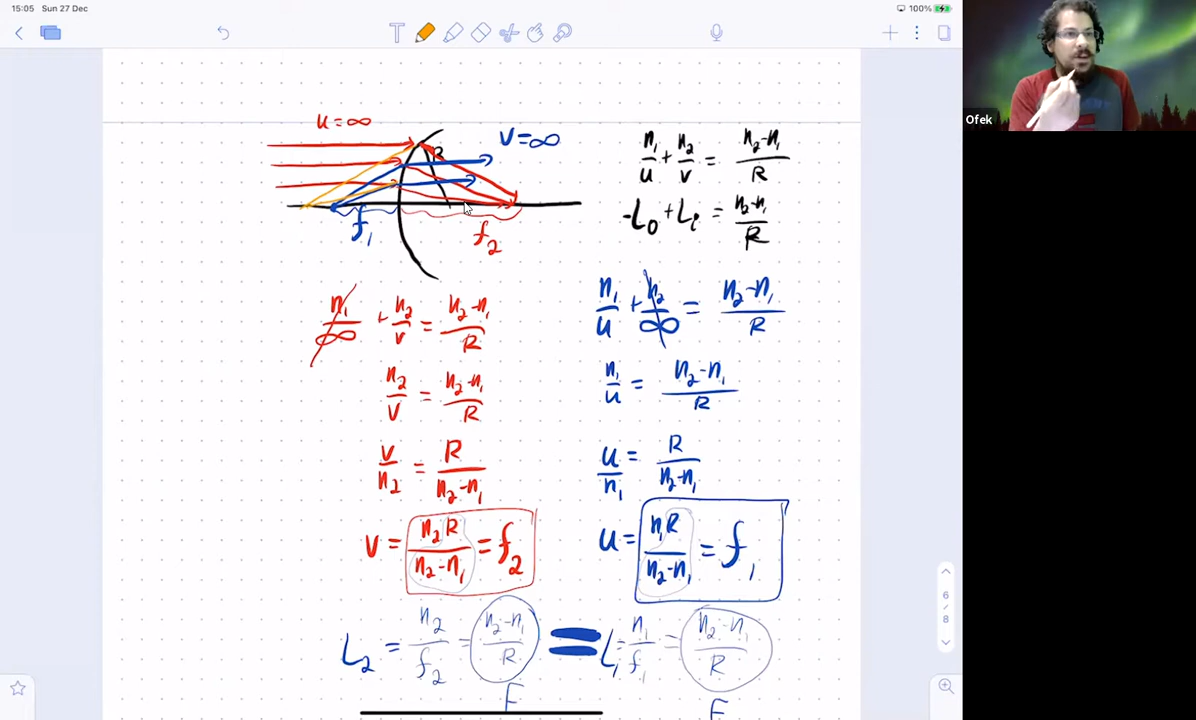 15:05 Sun 27 Dec
100%
Ofek
u = ∞
V = ∞
R
f₁
f₂
n₁/u + n₂/v = (n₂-n₁)/R
-L₀ + Lᵢ = (n₂-n₁)/R
n₁/∞ + n₂/v = (n₂-n₁)/R
n₂/v = (n₂-n₁)/R
v/n₂ = R/(n₂-n₁)
v = n₂R/(n₂-n₁) = f₂
n₁/u + n₂/∞ = (n₂-n₁)/R
n₁/u = (n₂-n₁)/R
u/n₁ = R/(n₂-n₁)
u = n₁R/(n₂-n₁) = f₁
L₂ = n₂/f₂ = (n₂-n₁)/R = L₁ = n₁/f₁ = (n₂-n₁)/R
F
F
6 / 8